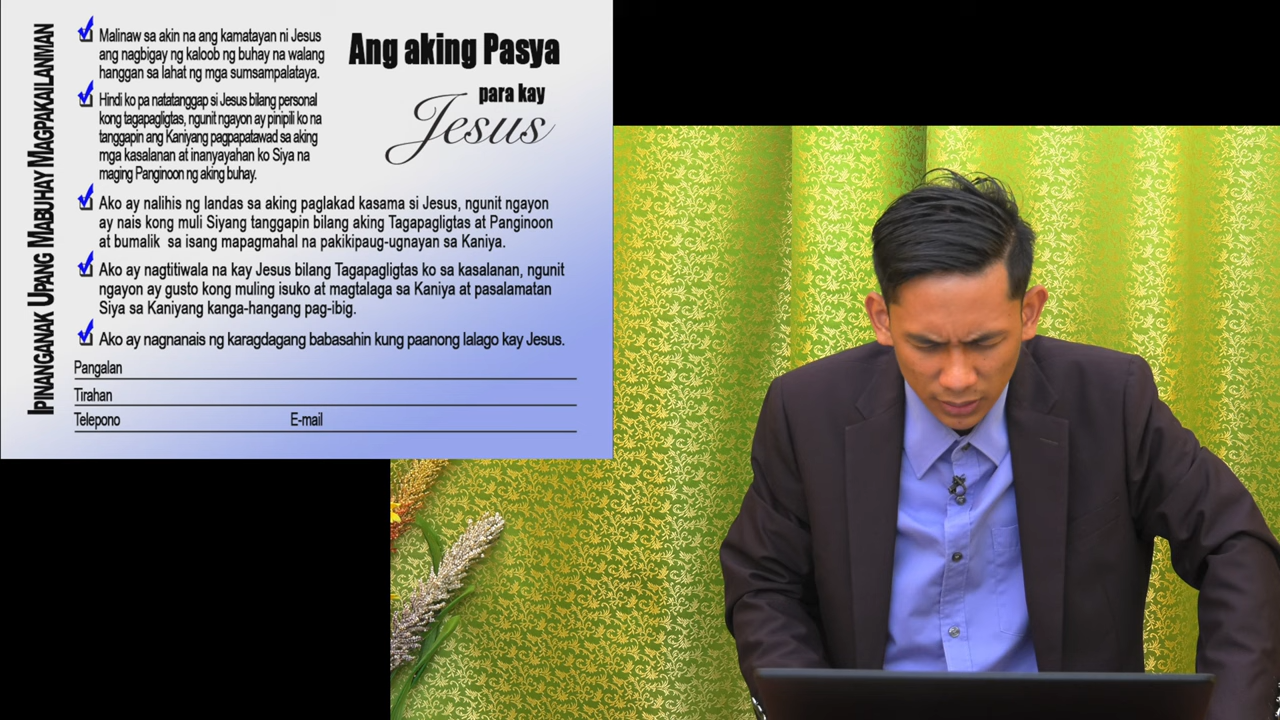 IPINANGANAK UPANG MABUHAY MAGPAKAILANMAN
Ang aking Pasya
para kay
Jesus
Malinaw sa akin na ang kamatayan ni Jesus
ang nagbigay ng kaloob ng buhay na walang
hanggan sa lahat ng mga sumsampalataya.
Hindi ko pa natatanggap si Jesus bilang personal
kong tagapagligtas, ngunit ngayon ay pinipili ko na
tanggapin ang Kaniyang pagpapatawad sa aking
mga kasalanan at inanyayahan ko Siya na
maging Panginoon ng aking buhay.
Ako ay nalihis ng landas sa aking paglakad kasama si Jesus, ngunit ngayon
ay nais kong muli Siyang tanggapin bilang aking Tagapagligtas at Panginoon
at bumalik sa isang mapagmahal na pakikipaug-ugnayan sa Kaniya.
Ako ay nagtitiwala na kay Jesus bilang Tagapagligtas ko sa kasalanan, ngunit
ngayon ay gusto kong muling isuko at magtalaga sa Kaniya at pasalamatan
Siya sa Kaniyang kanga-hangang pag-ibig.
Ako ay nagnanais ng karagdagang babasahin kung paanong lalago kay Jesus.
Pangalan
Tirahan
Telepono E-mail